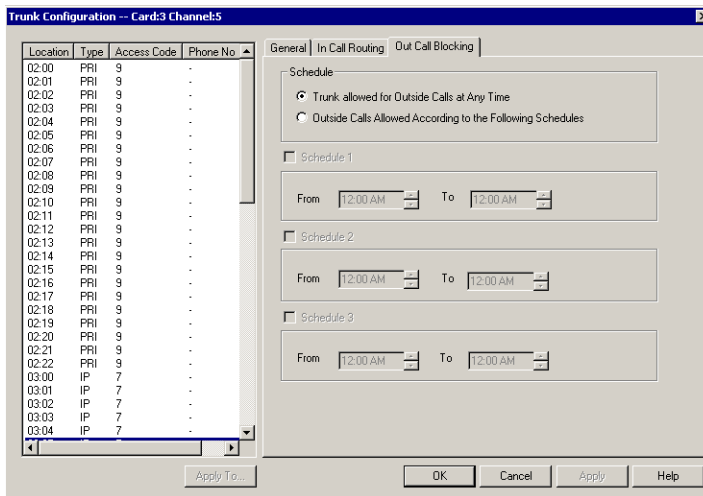 Trunk Configuration -- Card:3 Channel:5
Location Type Access Code Phone No
02:00 PRI 9 -
02:01 PRI 9 -
02:02 PRI 9 -
02:03 PRI 9 -
02:04 PRI 9 -
02:05 PRI 9 -
02:06 PRI 9 -
02:07 PRI 9 -
02:08 PRI 9 -
02:09 PRI 9 -
02:10 PRI 9 -
02:11 PRI 9 -
02:12 PRI 9 -
02:13 PRI 9 -
02:14 PRI 9 -
02:15 PRI 9 -
02:16 PRI 9 -
02:17 PRI 9 -
02:18 PRI 9 -
02:19 PRI 9 -
02:20 PRI 9 -
02:21 PRI 9 -
02:22 PRI 9 -
03:00 IP 7 -
03:01 IP 7 -
03:02 IP 7 -
03:03 IP 7 -
03:04 IP 7 -
Apply To...
General In Call Routing Out Call Blocking
Schedule
Trunk allowed for Outside Calls at Any Time
Outside Calls Allowed According to the Following Schedules
Schedule 1
From 12:00 AM To 12:00 AM
Schedule 2
From 12:00 AM To 12:00 AM
Schedule 3
From 12:00 AM To 12:00 AM
OK Cancel Apply Help